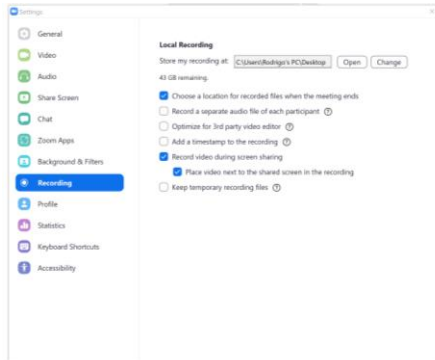 Settings
General
Video
Audio
Share Screen
Chat
Zoom Apps
Background & Filters
Recording
Profile
Statistics
Keyboard Shortcuts
Accessibility
Local Recording
Store my recording at: C:\Users\Rodrigo's PC\Desktop Open Change
43 GB remaining.
Choose a location for recorded files when the meeting ends
Record a separate audio file of each participant
Optimize for 3rd party video editor
Add a timestamp to the recording
Record video during screen sharing
Place video next to the shared screen in the recording
Keep temporary recording files